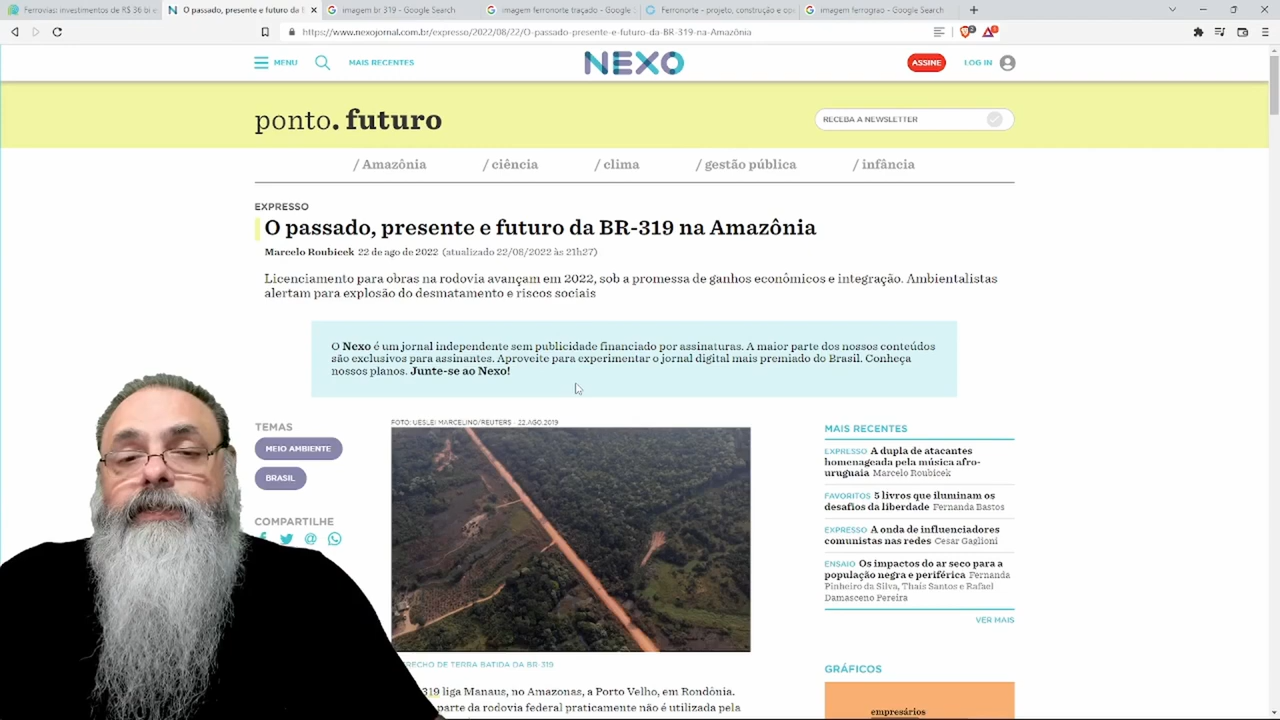 Ferrovias: investimentos de R$ 36 bi e
O passado, presente e futuro da B
imagem br 319 - Google Search
imagem ferronorte traçado - Google
Ferronorte - projeto, construção e
imagem ferrograo - Google Search
https://www.nexojornal.com.br/expresso/2022/08/22/O-passado-presente-e-futuro-da-BR-319-na-Amazônia
MENU
MAIS RECENTES
NEXO
ASSINE
LOG IN
ponto.futuro
RECEBA A NEWSLETTER
/ Amazônia
/ ciência
/ clima
/ gestão pública
/ infância
EXPRESSO
O passado, presente e futuro da BR-319 na Amazônia
Marcelo Roubicek 22 de ago de 2022 (atualizado 22/08/2022 às 21h27)
Licenciamento para obras na rodovia avançam em 2022, sob a promessa de ganhos econômicos e integração. Ambientalistas
alertam para explosão do desmatamento e riscos sociais
O Nexo é um jornal independente sem publicidade financiado por assinaturas. A maior parte dos nossos conteúdos
são exclusivos para assinantes. Aproveite para experimentar o jornal digital mais premiado do Brasil. Conheça
nossos planos. Junte-se ao Nexo!
TEMAS
MEIO AMBIENTE
BRASIL
COMPARTILHE
FOTO: UESLEI MARCELINO/REUTERS - 22.AGO.2019
RECHO DE TERRA BATIDA DA BR-319
319 liga Manaus, no Amazonas, a Porto Velho, em Rondônia.
parte da rodovia federal praticamente não é utilizada pela
MAIS RECENTES
EXPRESSO A dupla de atacantes
homenageada pela música afro-
uruguaia Marcelo Roubicek
FAVORITOS 5 livros que iluminam os
desafios da liberdade Fernanda Bastos
EXPRESSO A onda de influenciadores
comunistas nas redes Cesar Gaglioni
ENSAIO Os impactos do ar seco para a
população negra e periférica Fernanda
Pinheiro da Silva, Thaís Santos e Rafael
Damasceno Pereira
VER MAIS
GRÁFICOS
empresários